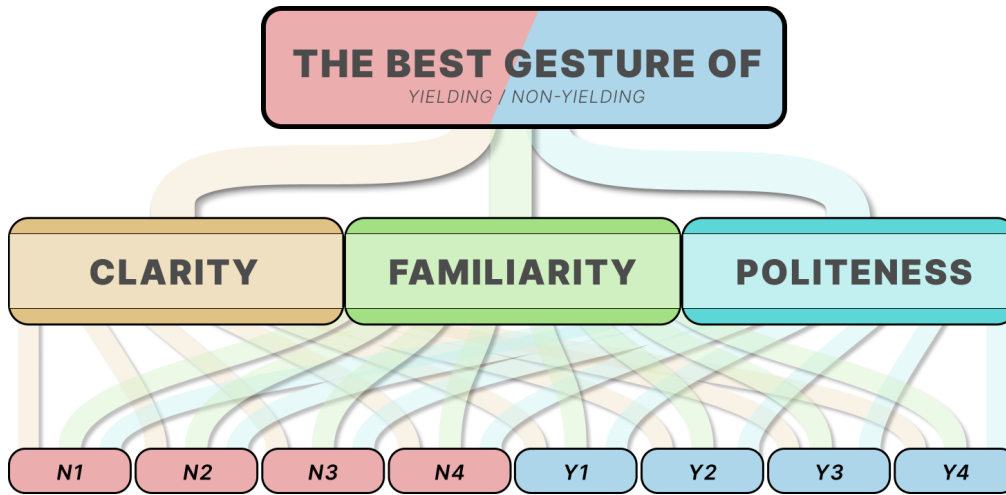 THE BEST GESTURE OF
YIELDING / NON-YIELDING
CLARITY
FAMILIARITY
POLITENESS
N1
N2
N3
N4
Y1
Y2
Y3
Y4